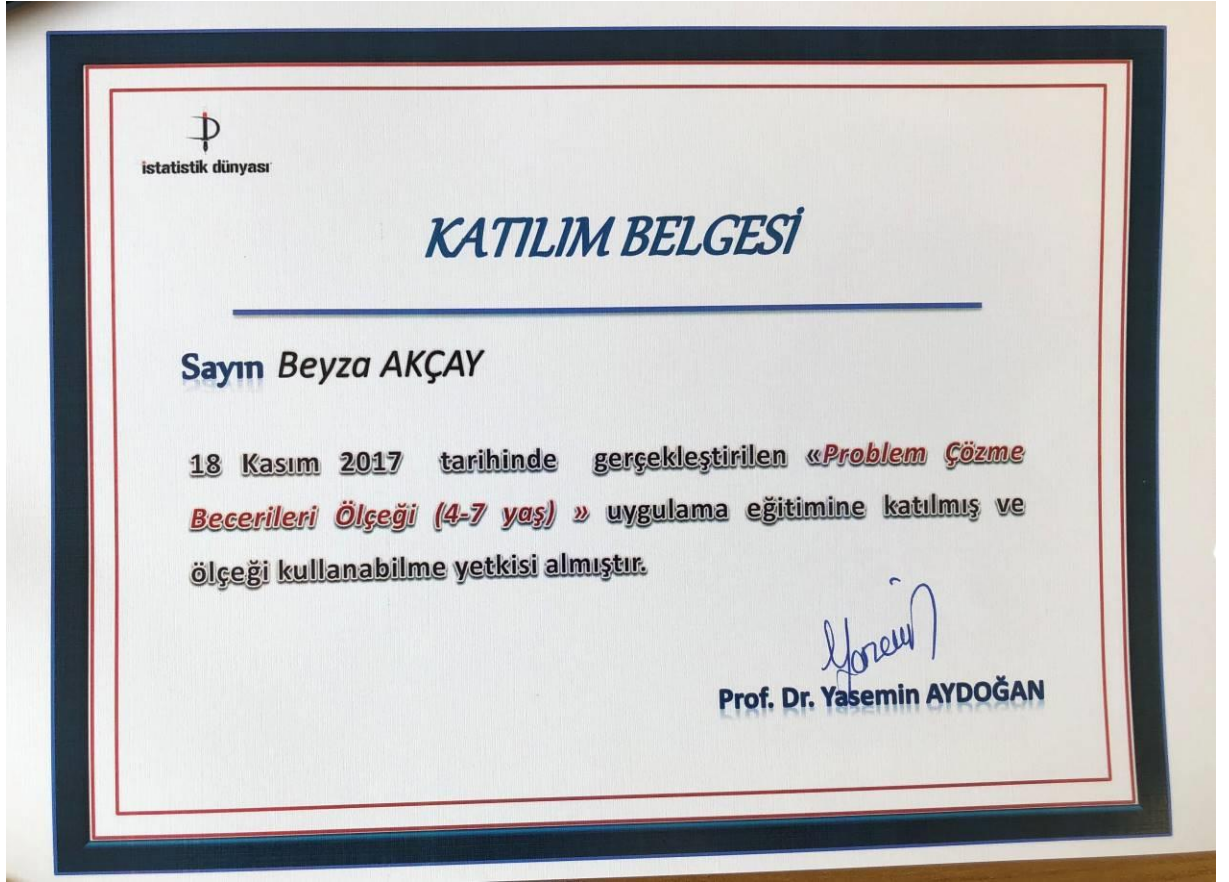 istatistik dünyası
KATILIM BELGESİ
Sayın Beyza AKÇAY
18 Kasım 2017 tarihinde gerçekleştirilen «Problem Çözme
Becerileri Ölçeği (4-7 yaş) » uygulama eğitimine katılmış ve
ölçeği kullanabilme yetkisi almıştır.
Prof. Dr. Yasemin AYDOĞAN